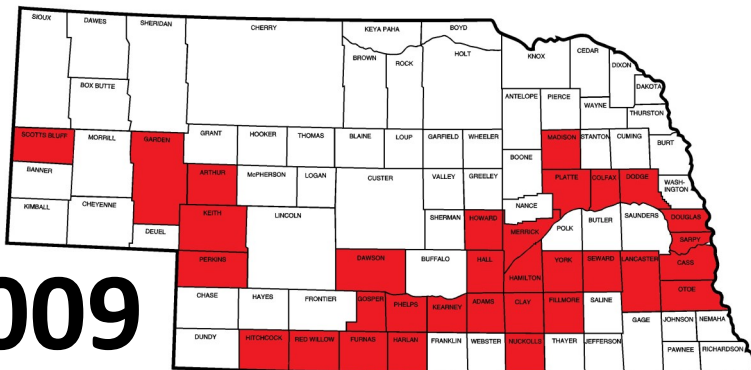 SIOUX DAWES SHERIDAN CHERRY KEYA PAHA BOYD
BROWN ROCK HOLT KNOX CEDAR DIXON
BOX BUTTE DAKOTA
ANTELOPE PIERCE WAYNE THURSTON
SCOTTS BLUFF MORRILL GARDEN GRANT HOOKER THOMAS BLAINE LOUP GARFIELD WHEELER MADISON STANTON CUMING BURT
BOONE
BANNER ARTHUR McPHERSON LOGAN CUSTER VALLEY GREELEY PLATTE COLFAX DODGE WASH-
INGTON
KIMBALL CHEYENNE KEITH LINCOLN SHERMAN HOWARD NANCE MERRICK POLK BUTLER SAUNDERS DOUGLAS
DEUEL SARPY
PERKINS DAWSON BUFFALO HALL HAMILTON YORK SEWARD LANCASTER CASS
OTOE
CHASE HAYES FRONTIER GOSPER PHELPS KEARNEY ADAMS CLAY FILLMORE SALINE
GAGE JOHNSON NEMAHA
009
DUNDY HITCHCOCK RED WILLOW FURNAS HARLAN FRANKLIN WEBSTER NUCKOLLS THAYER JEFFERSON
PAWNEE RICHARDSON